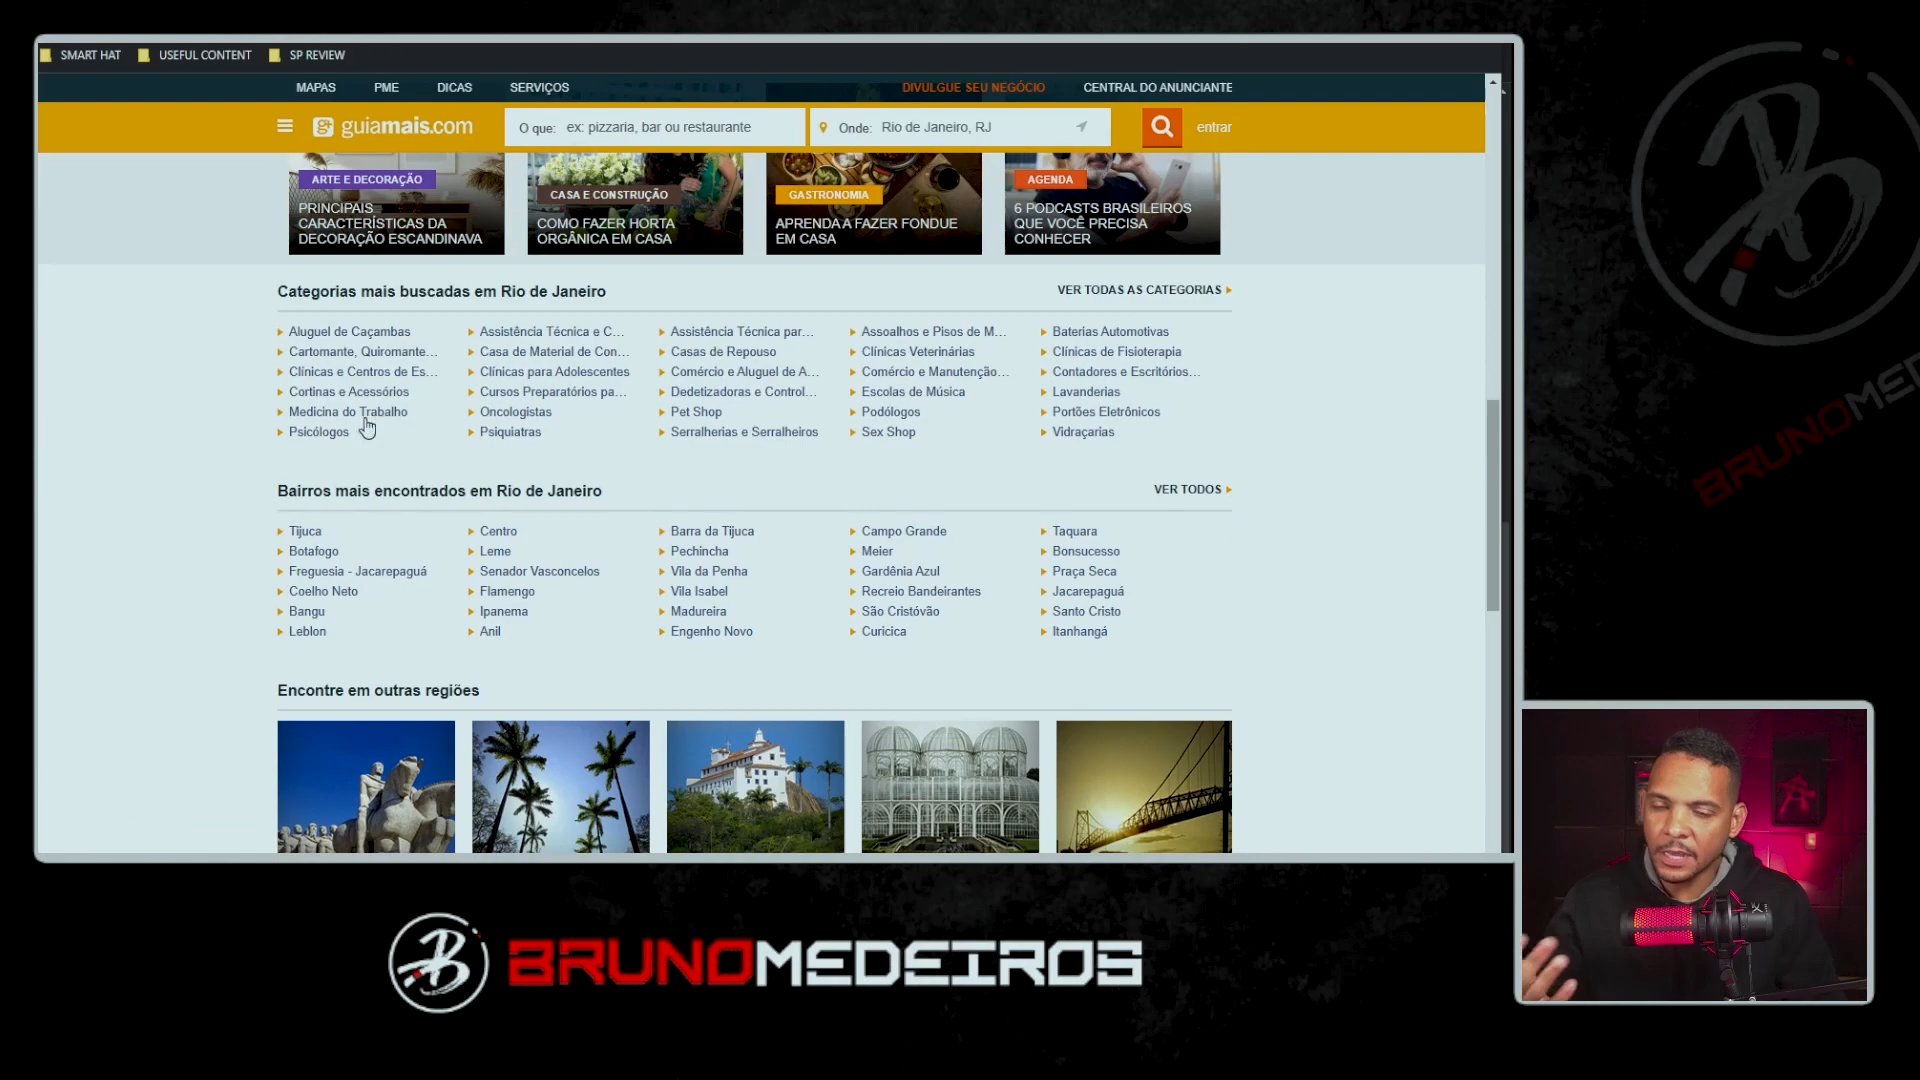 SMART HAT USEFUL CONTENT SP REVIEW
MAPAS PME DICAS SERVIÇOS DIVULGUE SEU NEGÓCIO CENTRAL DO ANUNCIANTE
guiamais.com O que: ex: pizzaria, bar ou restaurante Onde: Rio de Janeiro, RJ entrar
ARTE E DECORAÇÃO
PRINCIPAIS
CARACTERÍSTICAS DA
DECORAÇÃO ESCANDINAVA
CASA E CONSTRUÇÃO
COMO FAZER HORTA
ORGÂNICA EM CASA
GASTRONOMIA
APRENDA A FAZER FONDUE
EM CASA
AGENDA
6 PODCASTS BRASILEIROS
QUE VOCÊ PRECISA
CONHECER
Categorias mais buscadas em Rio de Janeiro VER TODAS AS CATEGORIAS
Aluguel de Caçambas Assistência Técnica e C... Assistência Técnica par... Assoalhos e Pisos de M... Baterias Automotivas
Cartomante, Quiromante... Casa de Material de Con... Casas de Repouso Clínicas Veterinárias Clínicas de Fisioterapia
Clínicas e Centros de Es... Clínicas para Adolescentes Comércio e Aluguel de A... Comércio e Manutenção... Contadores e Escritórios...
Cortinas e Acessórios Cursos Preparatórios pa... Dedetizadoras e Control... Escolas de Música Lavanderias
Medicina do Trabalho Oncologistas Pet Shop Podólogos Portões Eletrônicos
Psicólogos Psiquiatras Serralherias e Serralheiros Sex Shop Vidraçarias
Bairros mais encontrados em Rio de Janeiro VER TODOS
Tijuca Centro Barra da Tijuca Campo Grande Taquara
Botafogo Leme Pechincha Meier Bonsucesso
Freguesia - Jacarepaguá Senador Vasconcelos Vila da Penha Gardênia Azul Praça Seca
Coelho Neto Flamengo Vila Isabel Recreio Bandeirantes Jacarepaguá
Bangu Ipanema Madureira São Cristóvão Santo Cristo
Leblon Anil Engenho Novo Curicica Itanhangá
Encontre em outras regiões
BRUNOMEDEIROS
BRUNOMED